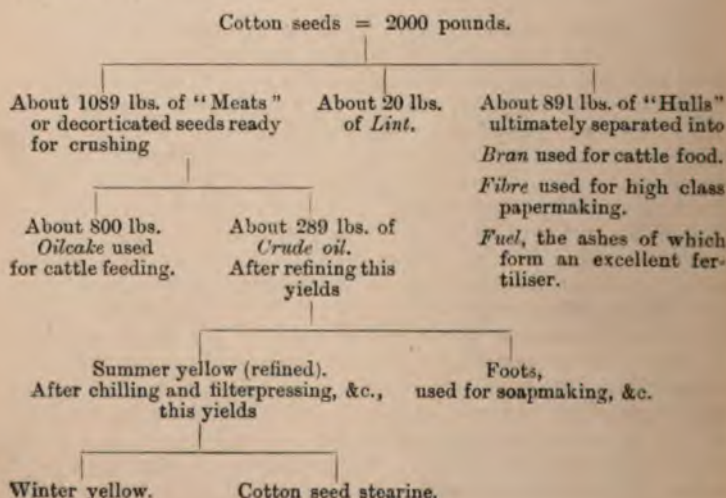 Cotton seeds = 2000 pounds.
About 1089 lbs. of "Meats"
or decorticated seeds ready
for crushing
About 20 lbs.
of Lint.
About 891 lbs. of "Hulls"
ultimately separated into
Bran used for cattle food.
Fibre used for high class
papermaking.
Fuel, the ashes of which
form an excellent fer-
tiliser.
About 800 lbs.
Oilcake used
for cattle feeding.
About 289 lbs. of
Crude oil.
After refining this
yields
Summer yellow (refined).
After chilling and filterpressing, &c.,
this yields
Foots,
used for soapmaking, &c.
Winter yellow.
Cotton seed stearine.